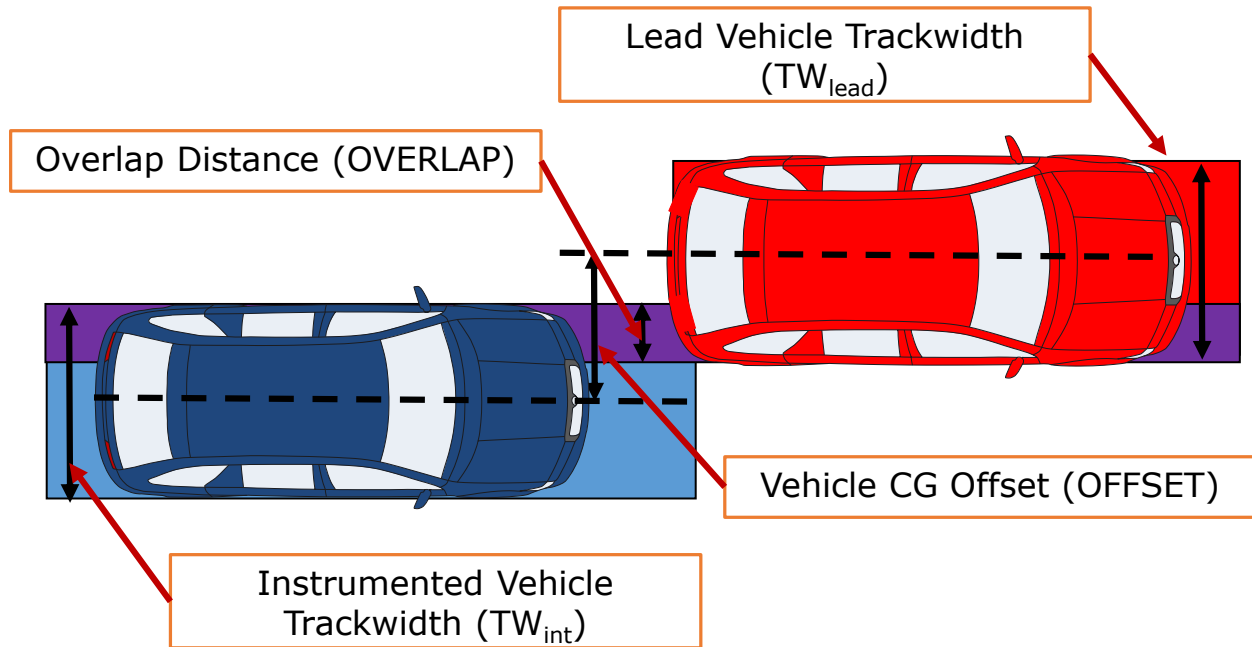 Lead Vehicle Trackwidth
(TWlead)
Overlap Distance (OVERLAP)
Vehicle CG Offset (OFFSET)
Instrumented Vehicle
Trackwidth (TWint)